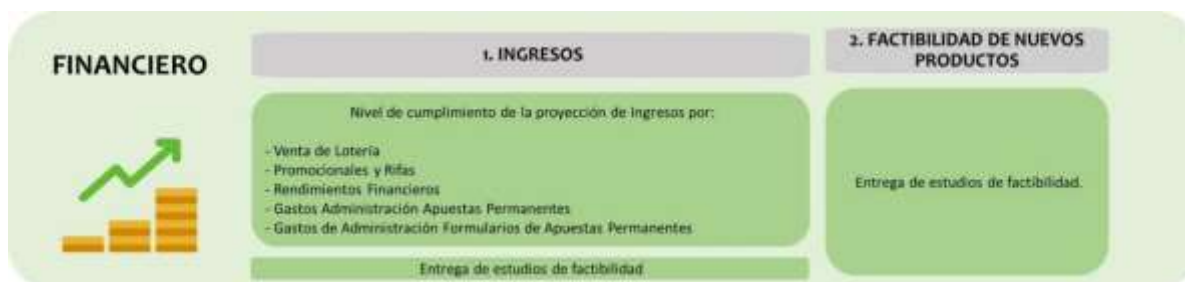 FINANCIERO
1. INGRESOS
Nivel de cumplimiento de la proyección de ingresos por:
- Venta de Lotería
- Promocionales y Rifas
- Rendimientos Financieros
- Gastos Administración Apuestas Permanentes
- Gastos de Administración Formularios de Apuestas Permanentes
Entrega de estudios de factibilidad
2. FACTIBILIDAD DE NUEVOS
PRODUCTOS
Entrega de estudios de factibilidad.